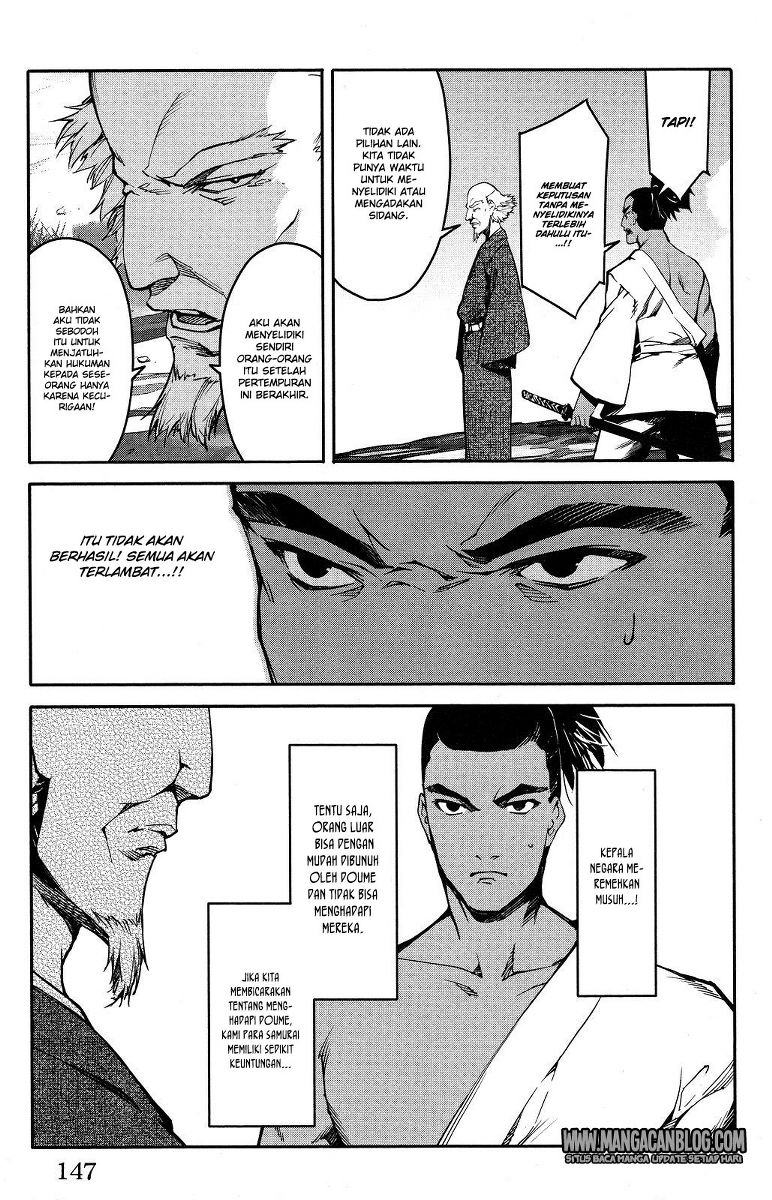 TAPI!
MEMBUAT
KEPUTUSAN
TANPA ME-
NYELIDIKINYA
TERLEBIH
DAHULU ITU-
...!!
TIDAK ADA
PILIHAN LAIN.
KITA TIDAK
PUNYA WAKTU
UNTUK ME-
NYELIDIKI ATAU
MENGADAKAN
SIDANG.
AKU AKAN
MENYELIDIKI
SENDIRI
ORANG-ORANG
ITU SETELAH
PERTEMPURAN
INI BERAKHIR.
BAHKAN
AKU TIDAK
SEBODOH
ITU UNTUK
MENJATUH-
KAN HUKUMAN
KEPADA SESE-
ORANG HANYA
KARENA KECU-
RIGAAN!
ITU TIDAK AKAN
BERHASIL! SEMUA AKAN
TERLAMBAT...!!
KEPALA
NEGARA ME-
REMEHKAN
MUSUH...!
TENTU SAJA,
ORANG LUAR
BISA DENGAN
MUDAH DIBUNUH
OLEH DOUME
DAN TIDAK BISA
MENGHADAPI
MEREKA.
JIKA KITA
MEMBICARAKAN
TENTANG MENG-
HADAPI DOUME,
KAMI PARA SAMURAI
MEMILIKI SEDIKIT
KEUNTUNGAN...
WWW.MANGACANBLOG.COM
SITUS BACA MANGA UPDATE SETIAP HARI
147